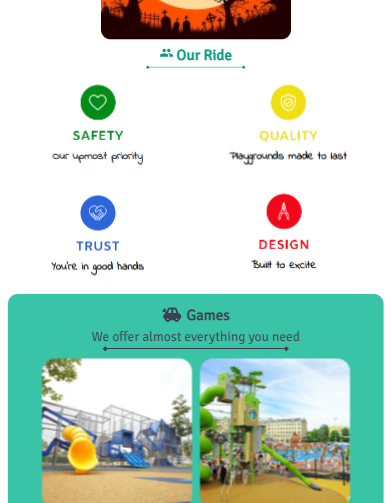 Our Ride
SAFETY
Our upmost priority
QUALITY
Playgrounds made to last
TRUST
You're in good hands
DESIGN
Built to excite
Games
We offer almost everything you need